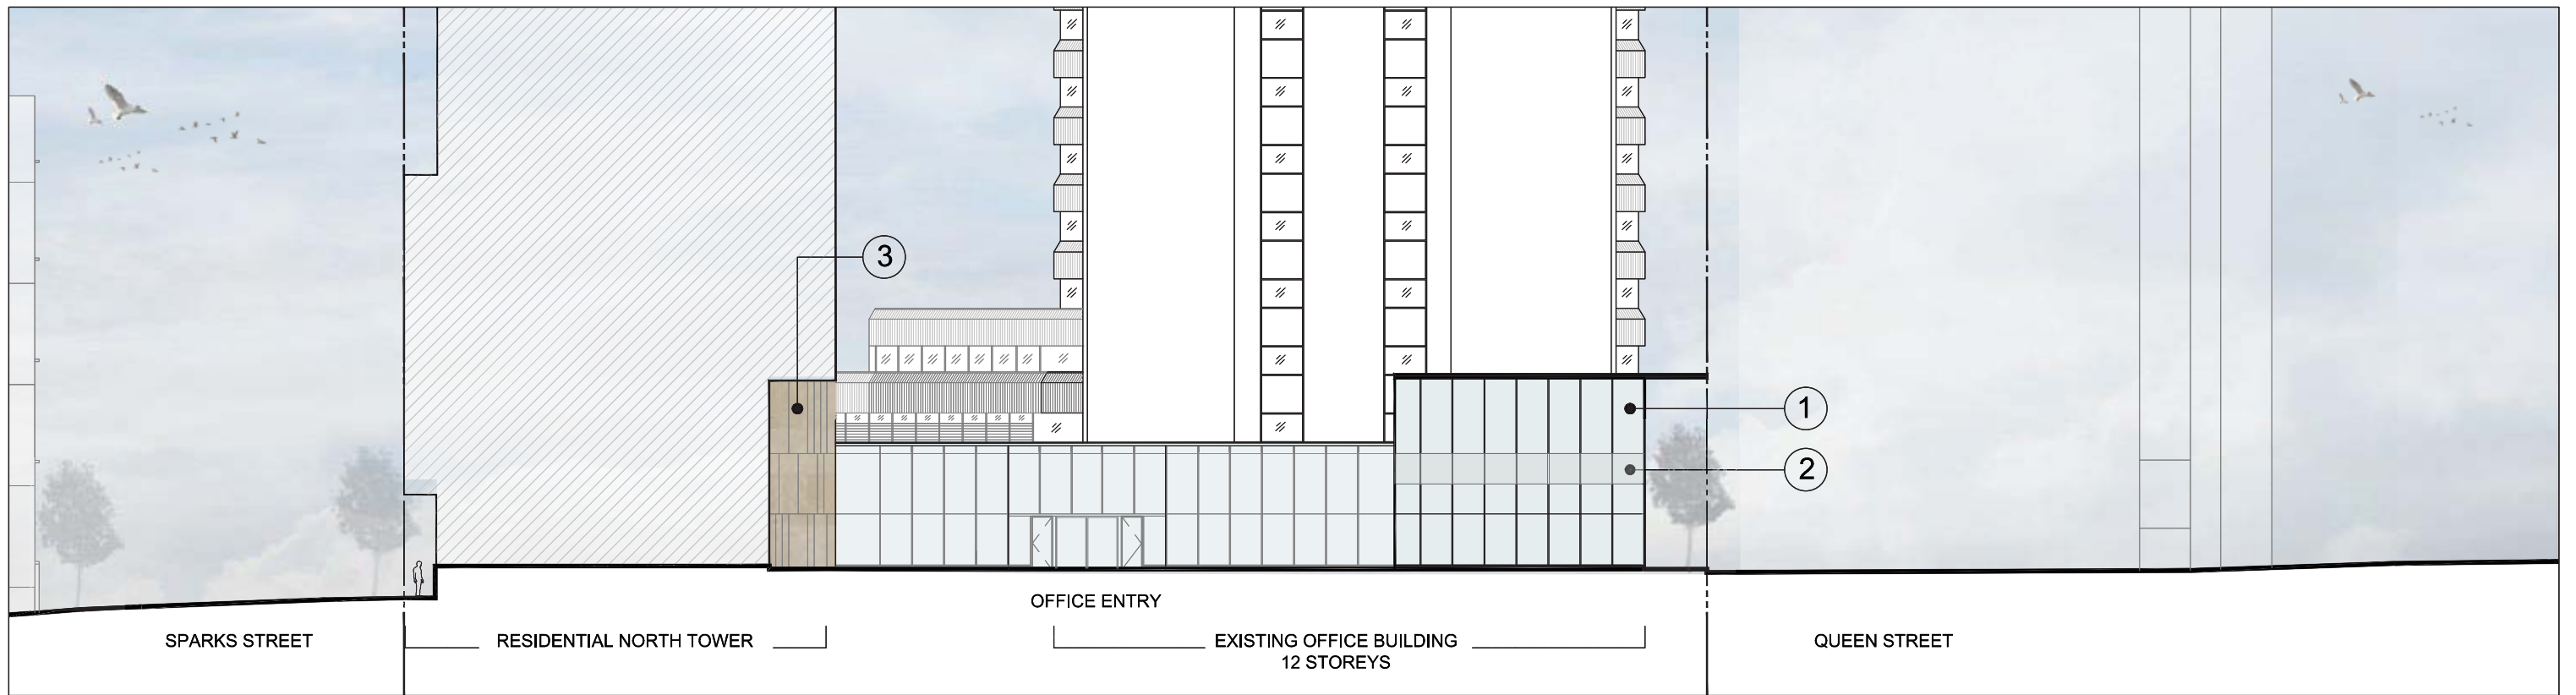 3
1
2
OFFICE ENTRY
SPARKS STREET
RESIDENTIAL NORTH TOWER
EXISTING OFFICE BUILDING
12 STOREYS
QUEEN STREET